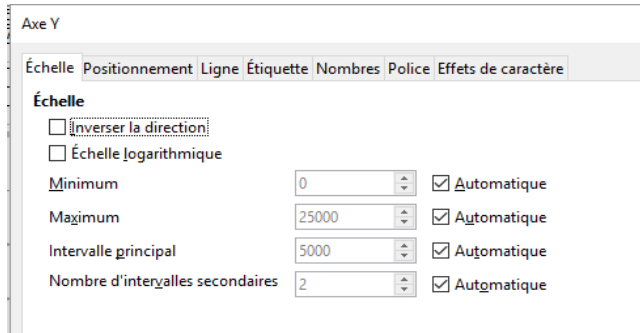 Axe Y
Échelle Positionnement Ligne Étiquette Nombres Police Effets de caractère
Échelle
Inverser la direction
Échelle logarithmique
Minimum 0 Automatique
Maximum 25000 Automatique
Intervalle principal 5000 Automatique
Nombre d'intervalles secondaires 2 Automatique